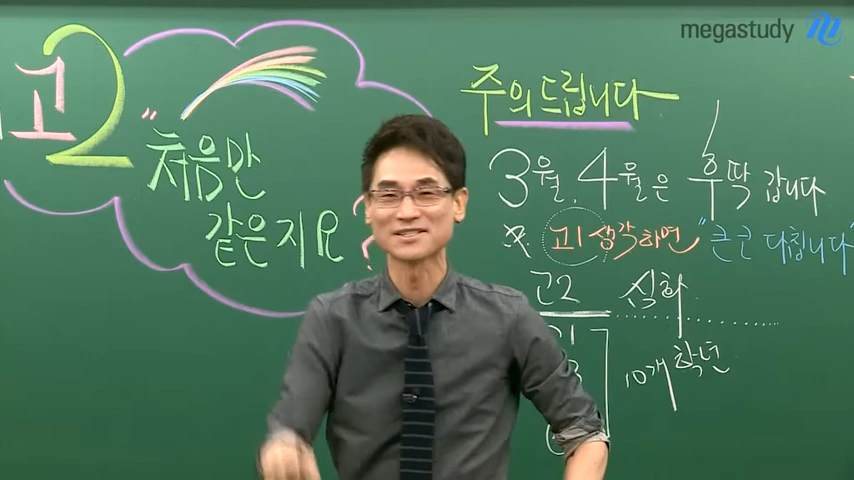 megastudy
고2
"처음만
같은지요
?
주의드립니다
3월, 4월은 후딱 갑니다
고1 생각하면 "큰코 다칩니다"
고2 심화
10개 학년